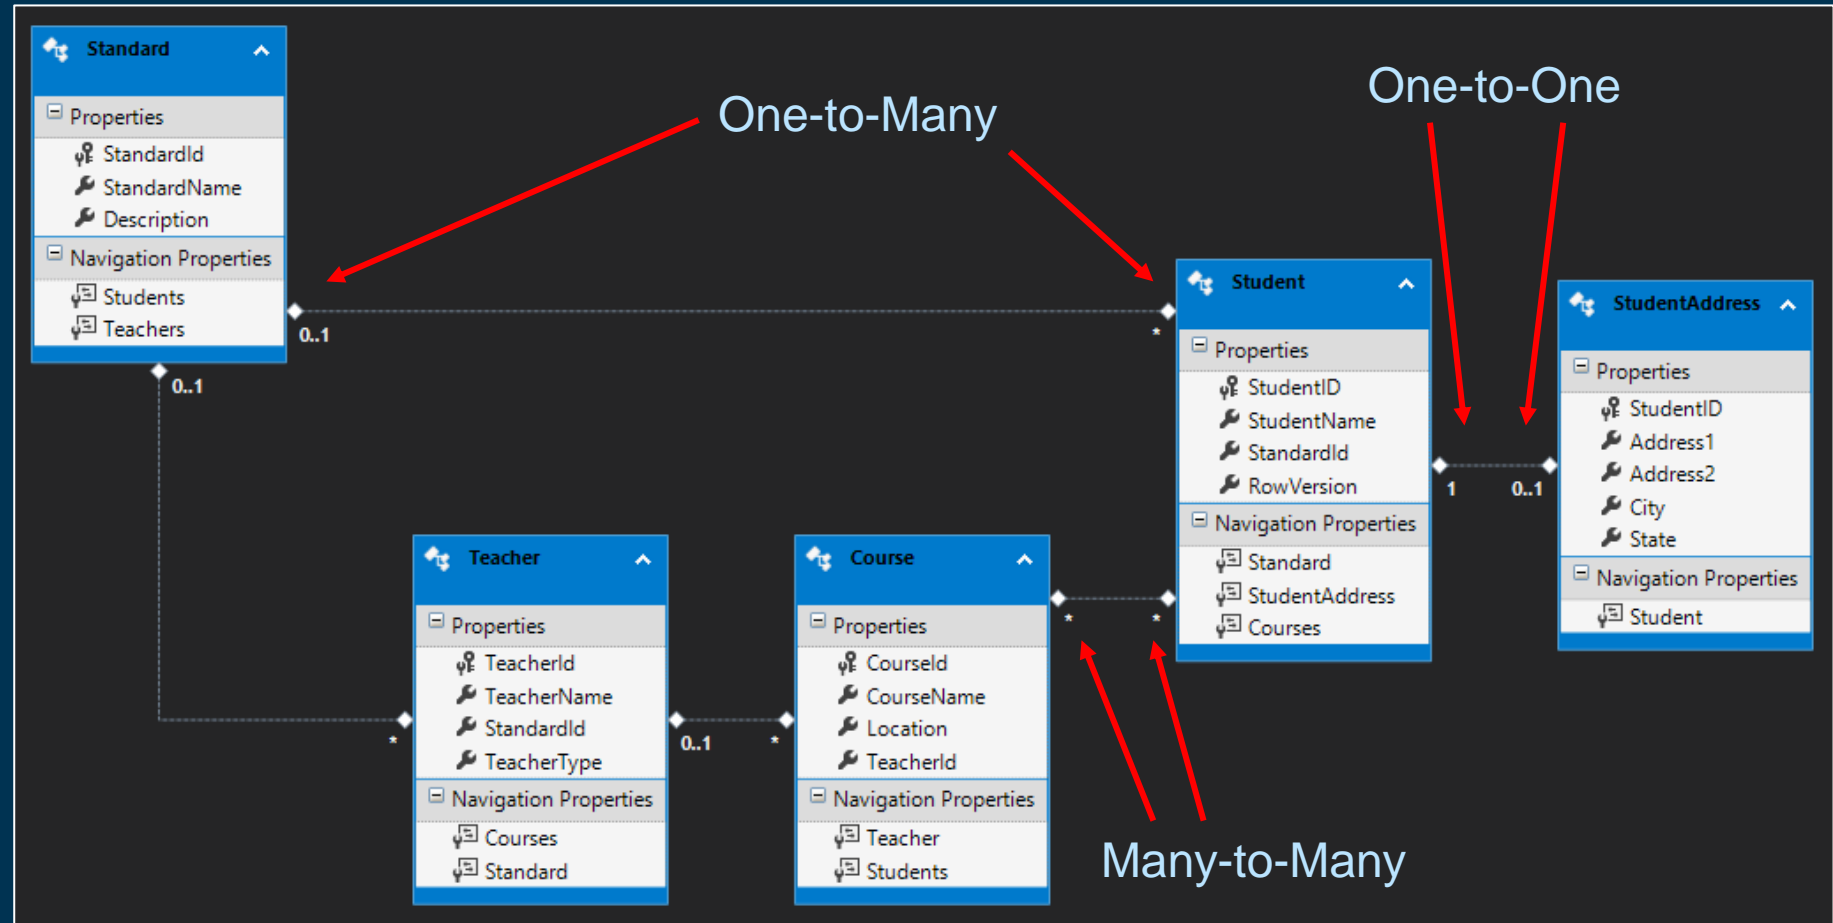 Standard
Properties
StandardId
StandardName
Description
Navigation Properties
Students
Teachers
0..1
0..1
One-to-Many
One-to-One
*
Student
Properties
StudentID
StudentName
StandardId
RowVersion
Navigation Properties
Standard
StudentAddress
Courses
1
0..1
StudentAddress
Properties
StudentID
Address1
Address2
City
State
Navigation Properties
Student
*
Teacher
Properties
TeacherId
TeacherName
StandardId
TeacherType
Navigation Properties
Courses
Standard
0..1
*
Course
Properties
CourseId
CourseName
Location
TeacherId
Navigation Properties
Teacher
Students
*
*
Many-to-Many